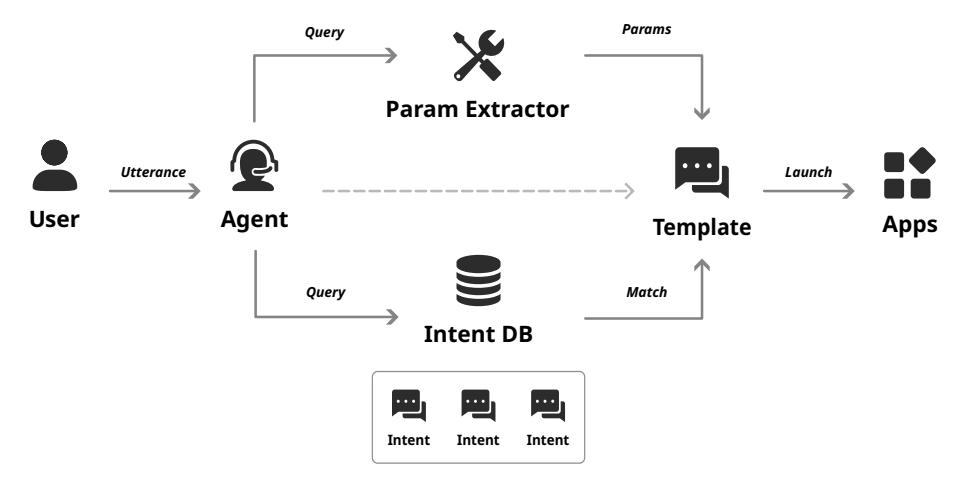 Query
Params
Param Extractor
Utterance
Launch
User
Agent
Template
Apps
Query
Match
Intent DB
Intent
Intent
Intent